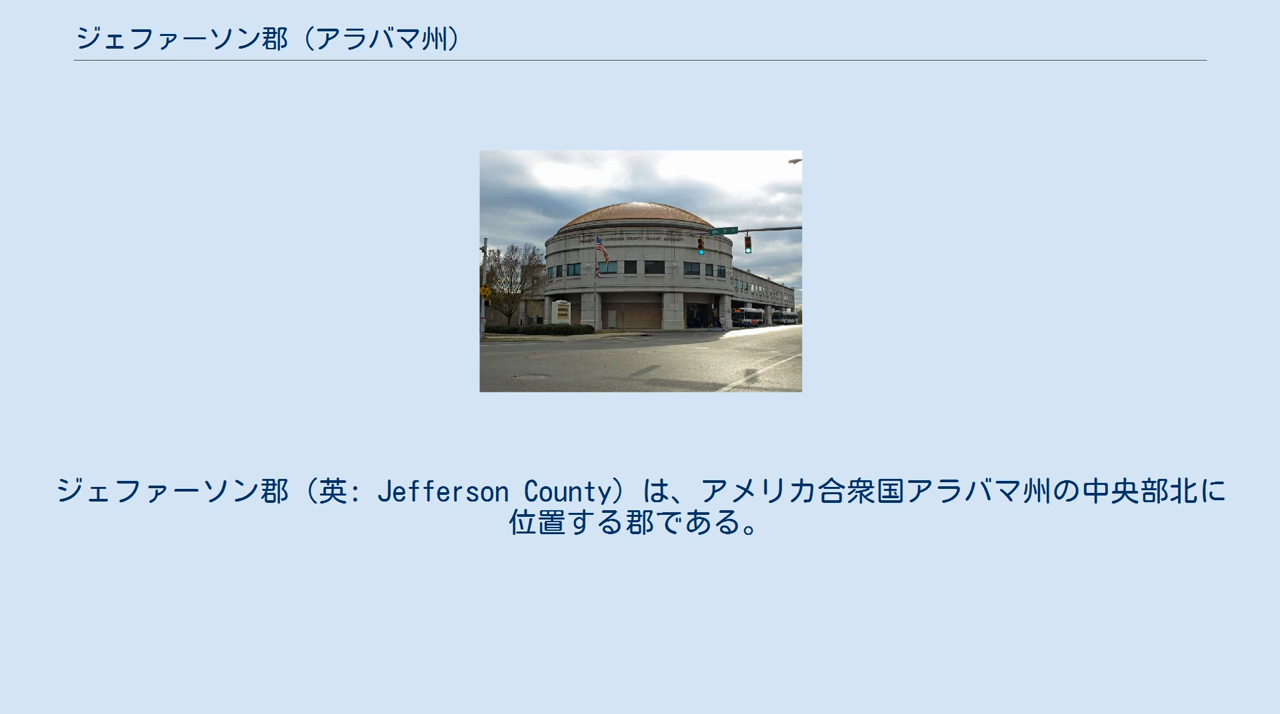 ジェファーソン郡（アラバマ州）
ジェファーソン郡（英: Jefferson County）は、アメリカ合衆国アラバマ州の中央部北に
位置する郡である。